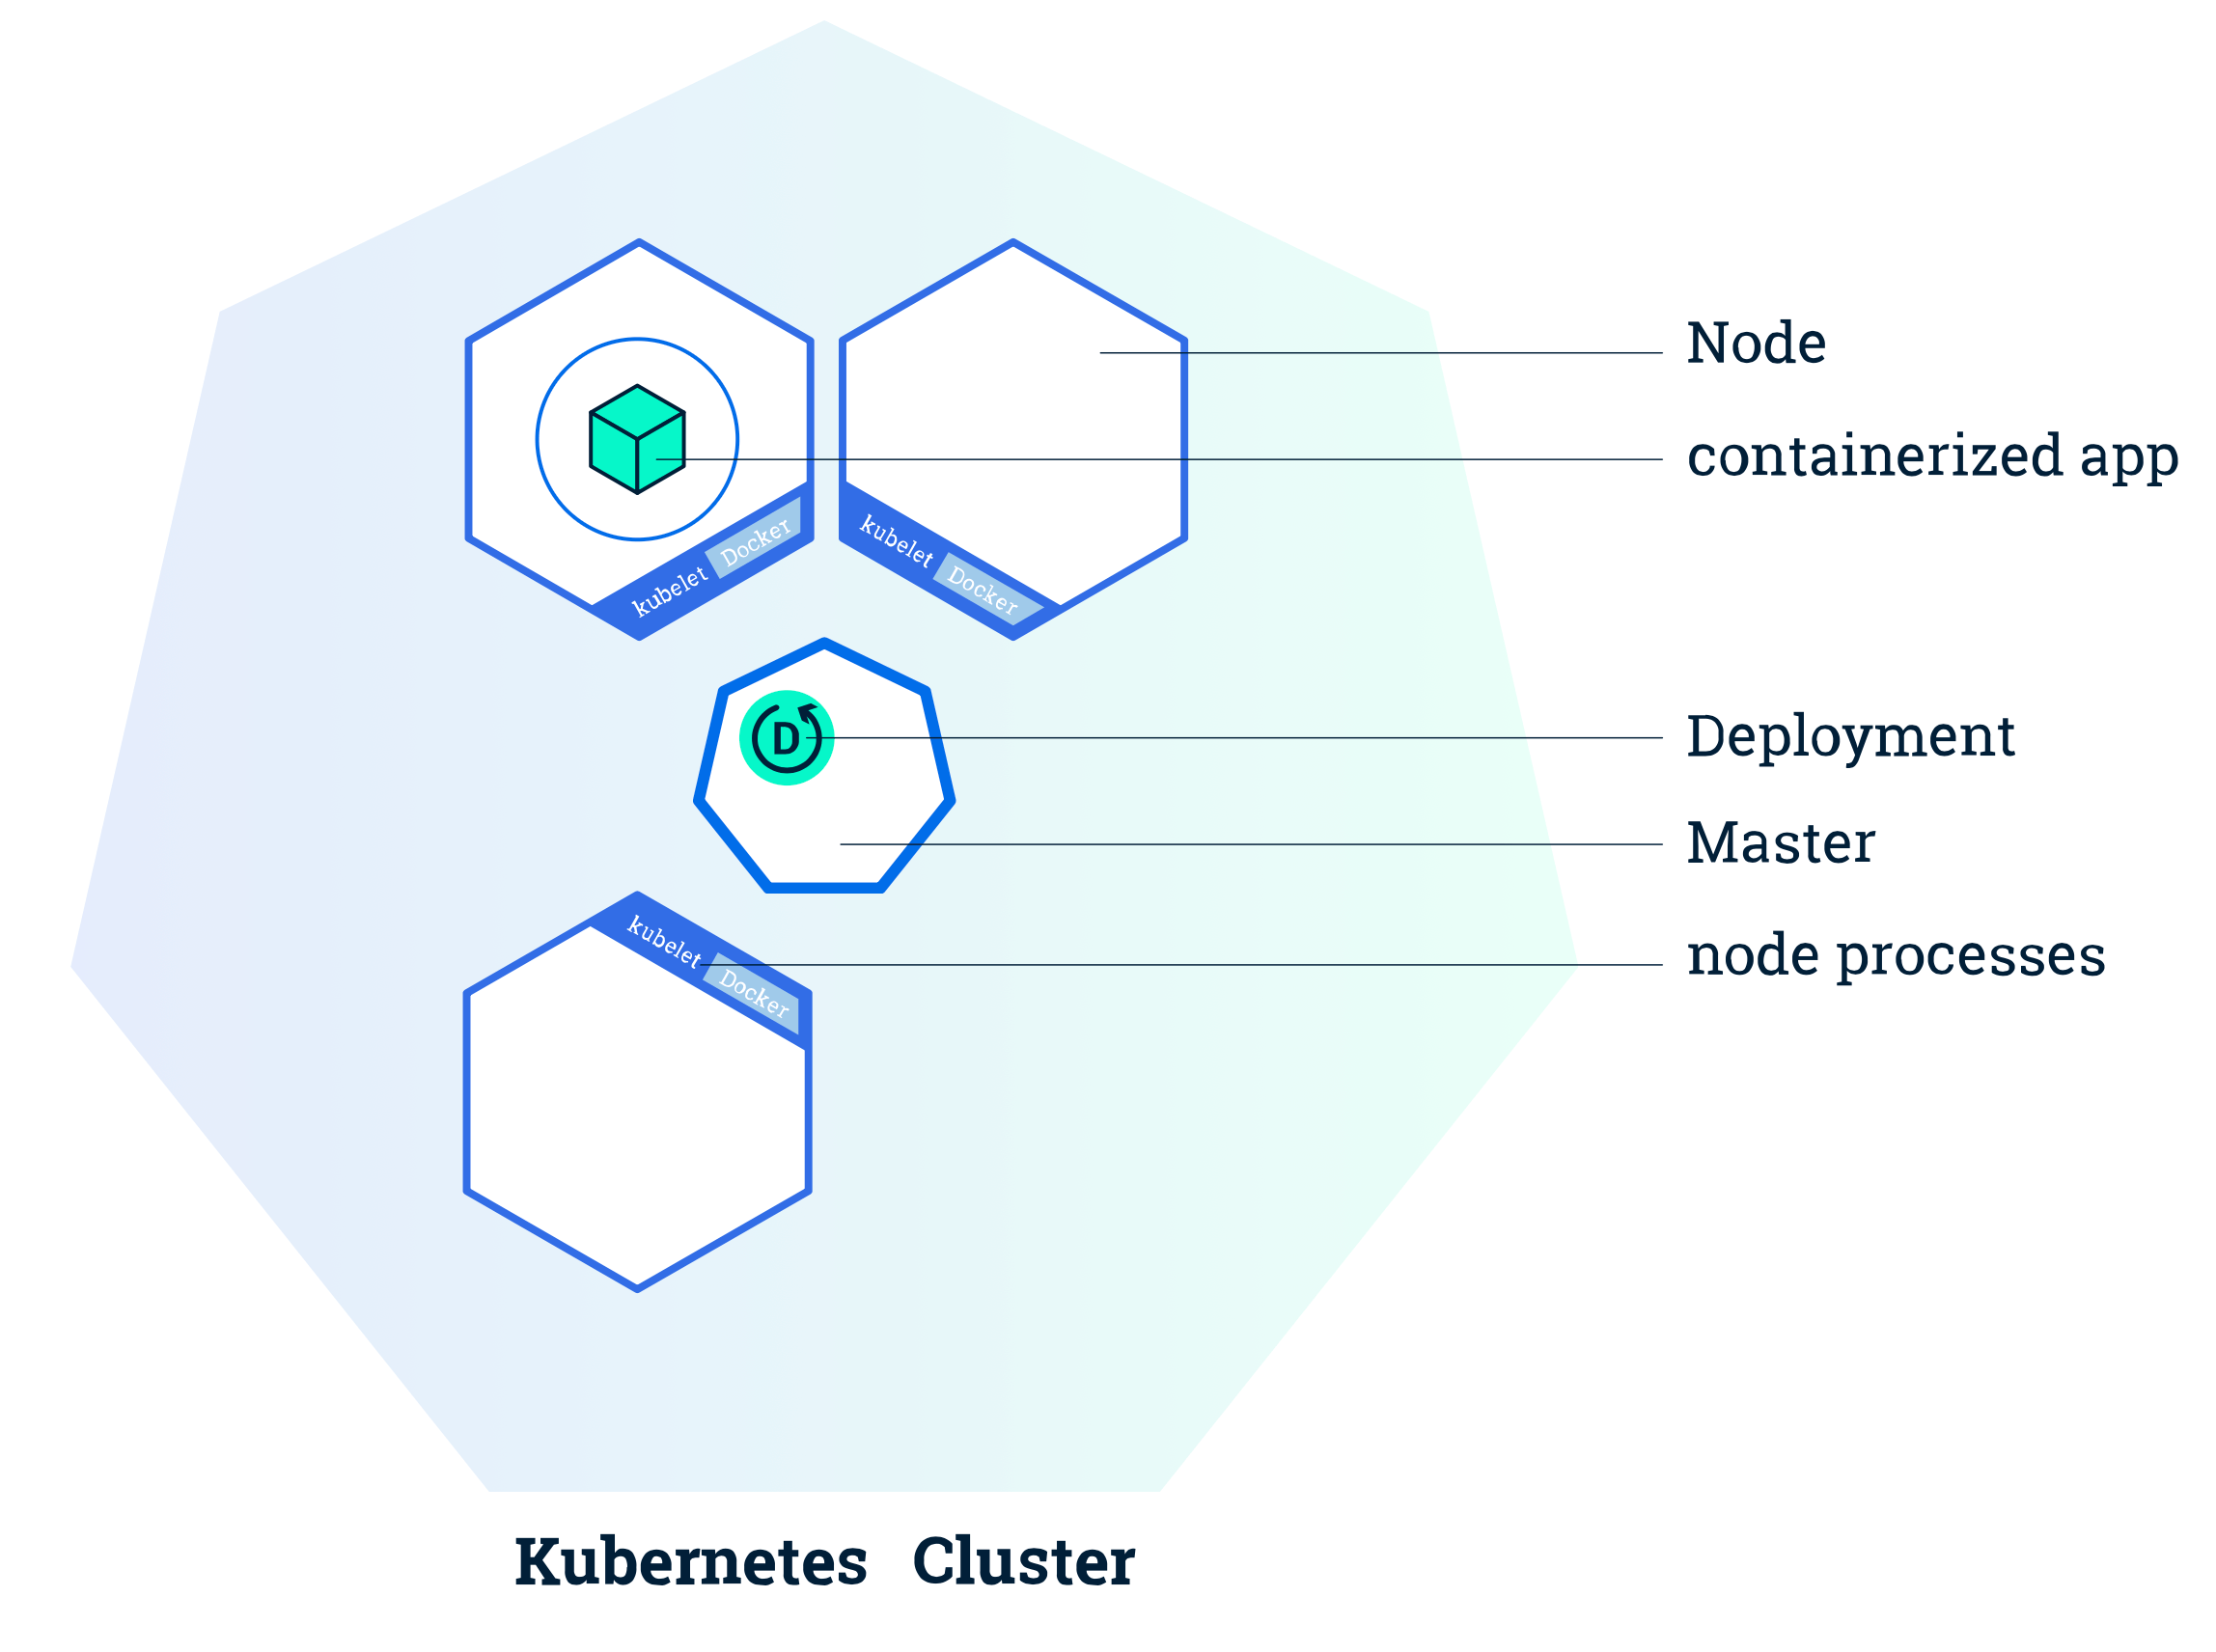 Node
containerized app
kubelet Docker
kubelet Docker
D
Deployment
Master
kubelet Docker
node processes
Kubernetes Cluster